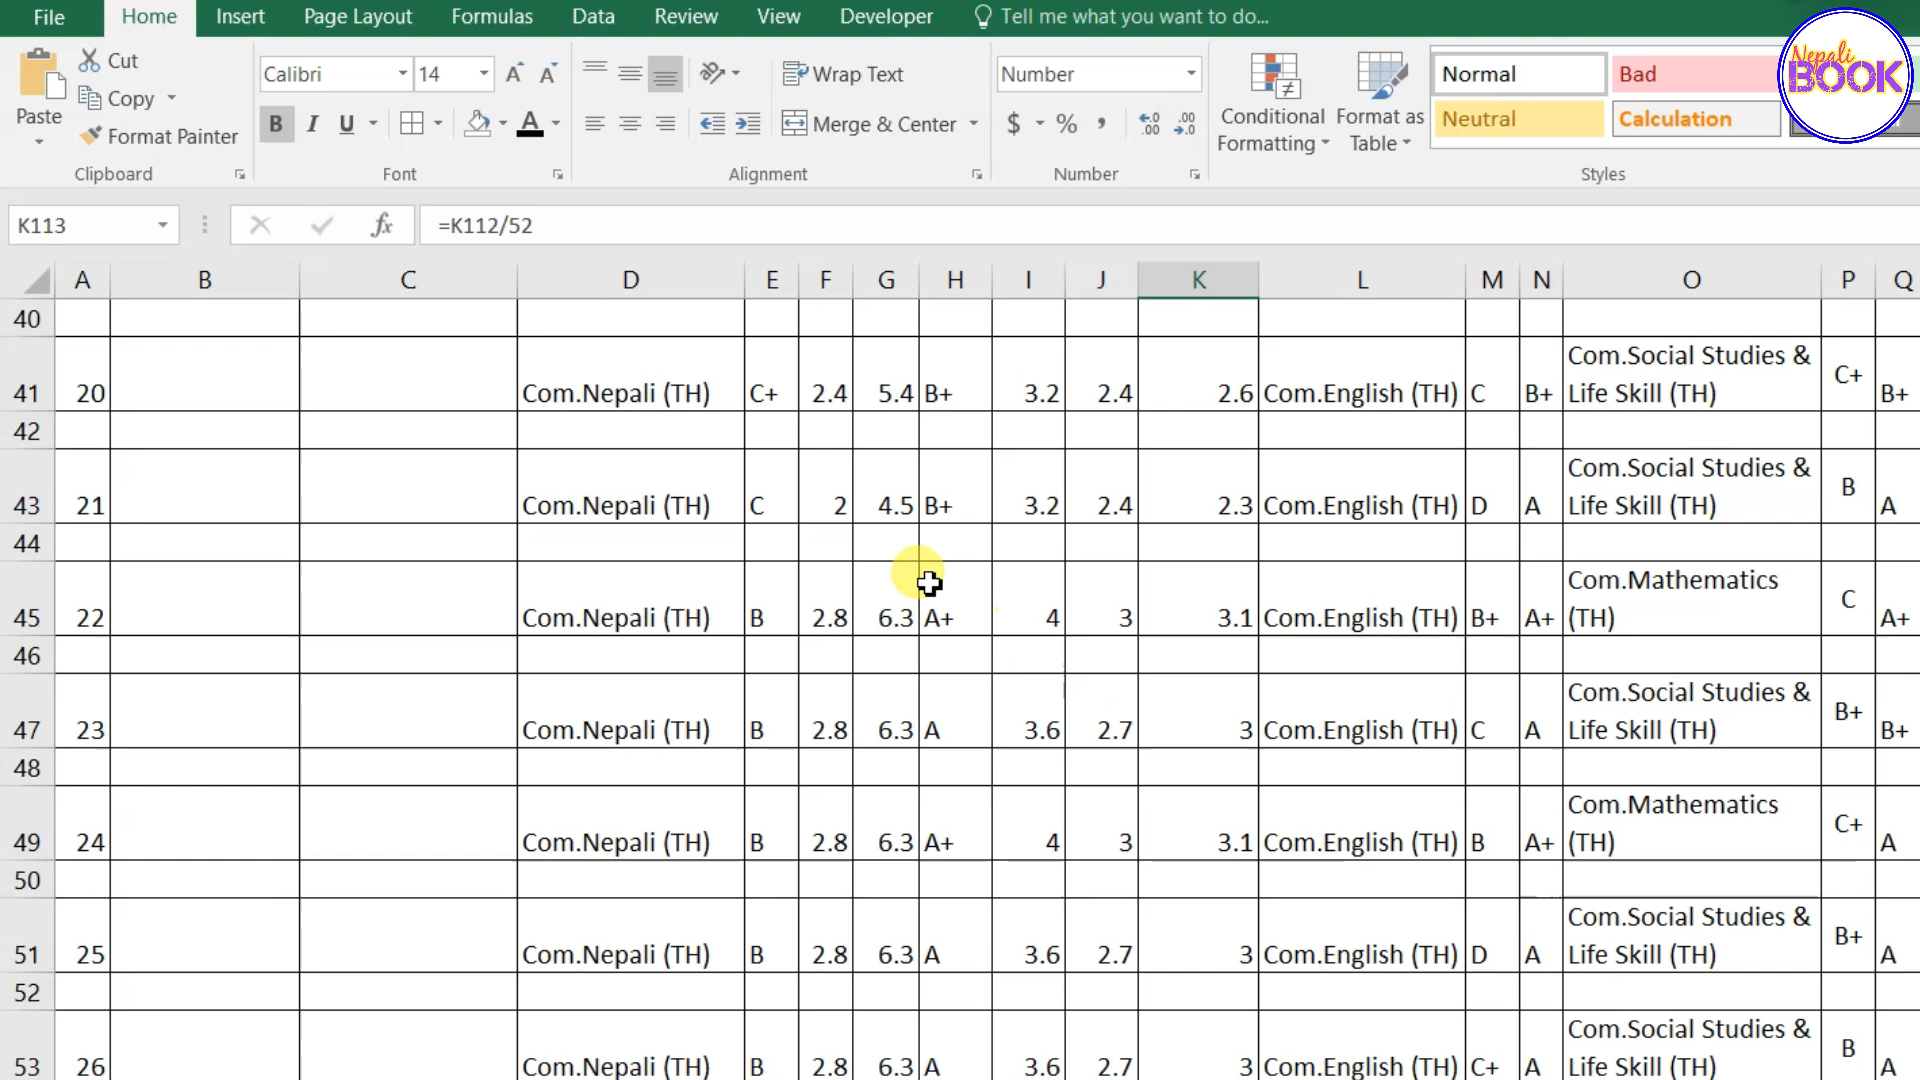 File Home Insert Page Layout Formulas Data Review View Developer Tell me what you want to do...
Nepali
BOOK
Cut
Copy
Format Painter
Paste
Clipboard
Calibri 14 A A
B I U A
Font
Wrap Text
Merge & Center
Alignment
Number
$ % , .00 .00
Number
Conditional Formatting
Format as Table
Normal Bad
Neutral Calculation
Styles
K113 fx =K112/52
A B C D E F G H I J K L M N O P Q
40
41 20 Com.Nepali (TH) C+ 2.4 5.4 B+ 3.2 2.4 2.6 Com.English (TH) C B+ Com.Social Studies & Life Skill (TH) C+ B+
42
43 21 Com.Nepali (TH) C 2 4.5 B+ 3.2 2.4 2.3 Com.English (TH) D A Com.Social Studies & Life Skill (TH) B A
44
45 22 Com.Nepali (TH) B 2.8 6.3 A+ 4 3 3.1 Com.English (TH) B+ A+ Com.Mathematics (TH) C A+
46
47 23 Com.Nepali (TH) B 2.8 6.3 A 3.6 2.7 3 Com.English (TH) C A Com.Social Studies & Life Skill (TH) B+ B+
48
49 24 Com.Nepali (TH) B 2.8 6.3 A+ 4 3 3.1 Com.English (TH) B A+ Com.Mathematics (TH) C+ A
50
51 25 Com.Nepali (TH) B 2.8 6.3 A 3.6 2.7 3 Com.English (TH) D A Com.Social Studies & Life Skill (TH) B+ A
52
53 26 Com.Nepali (TH) B 2.8 6.3 A 3.6 2.7 3 Com.English (TH) C+ A Com.Social Studies & Life Skill (TH) B A